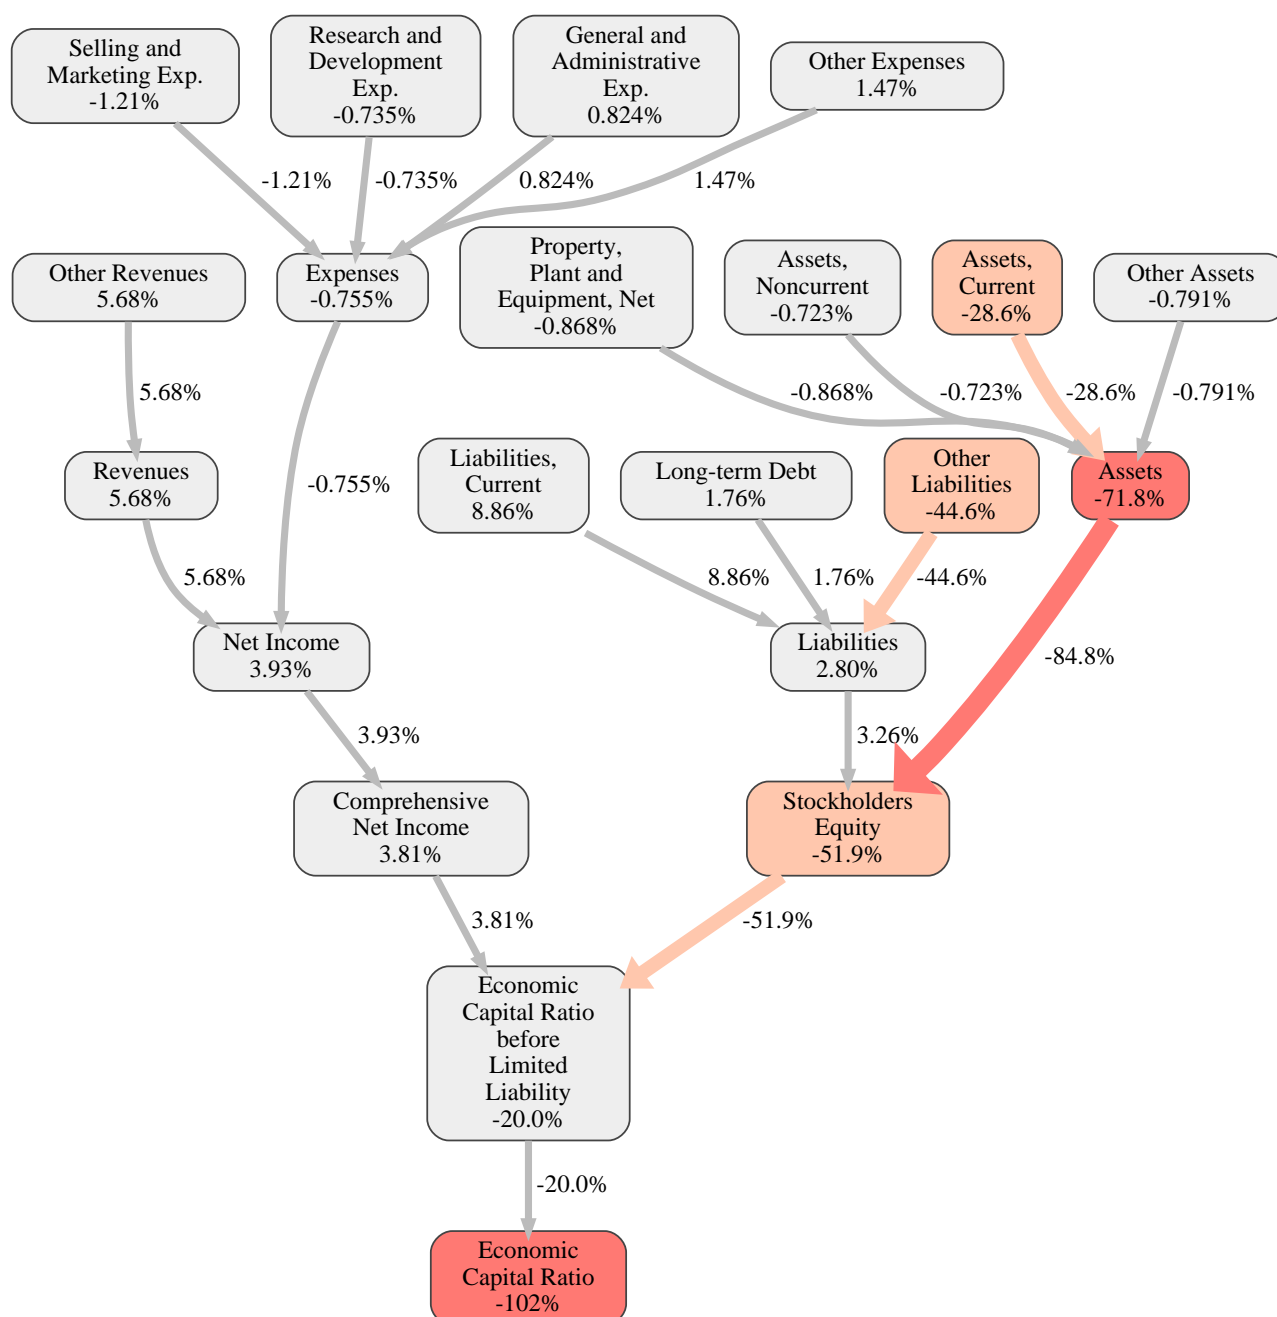 Selling and
Marketing Exp.
-1.21%
Research and
Development
Exp.
-0.735%
General and
Administrative
Exp.
0.824%
Other Expenses
1.47%
-1.21%
-0.735%
0.824%
1.47%
Other Revenues
5.68%
Expenses
-0.755%
Property,
Plant and
Equipment, Net
-0.868%
Assets,
Noncurrent
-0.723%
Assets,
Current
-28.6%
Other Assets
-0.791%
5.68%
-0.868%
-0.723%
-28.6%
-0.791%
Revenues
5.68%
-0.755%
Liabilities,
Current
8.86%
Long-term Debt
1.76%
Other
Liabilities
-44.6%
Assets
-71.8%
5.68%
8.86%
1.76%
-44.6%
Net Income
3.93%
Liabilities
2.80%
-84.8%
3.93%
3.26%
Comprehensive
Net Income
3.81%
Stockholders
Equity
-51.9%
3.81%
-51.9%
Economic
Capital Ratio
before
Limited
Liability
-20.0%
-20.0%
Economic
Capital Ratio
-102%